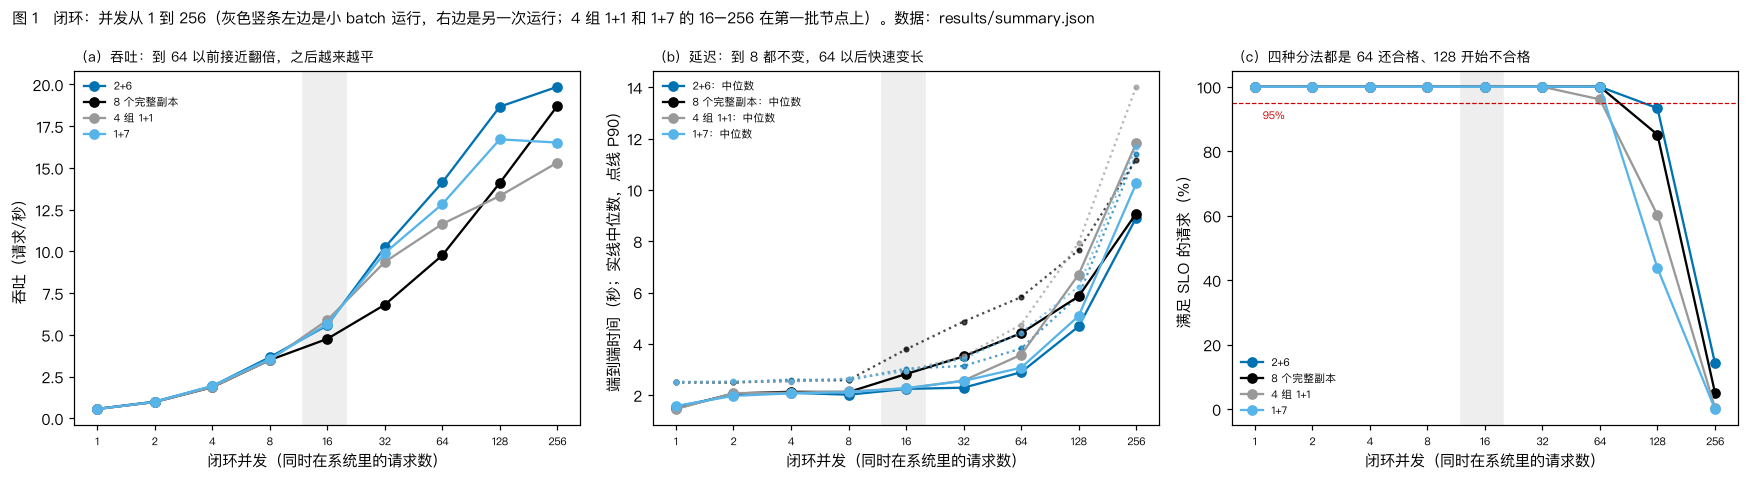 图 1　闭环：并发从 1 到 256（灰色竖条左边是小 batch 运行，右边是另一次运行；4 组 1+1 和 1+7 的 16—256 在第一批节点上）。数据：results/summary.json
(a) 吞吐：到 64 以前接近翻倍，之后越来越平
吞吐（请求/秒）
20.0
17.5
15.0
12.5
10.0
7.5
5.0
2.5
0.0
2+6
8 个完整副本
4 组 1+1
1+7
1 2 4 8 16 32 64 128 256
闭环并发（同时在系统里的请求数）
(b) 延迟：到 8 都不变，64 以后快速变长
端到端时间（秒；实线中位数，点线 P90）
14
12
10
8
6
4
2
2+6：中位数
8 个完整副本：中位数
4 组 1+1：中位数
1+7：中位数
1 2 4 8 16 32 64 128 256
闭环并发（同时在系统里的请求数）
(c) 四种分法都是 64 还合格、128 开始不合格
满足 SLO 的请求（%）
100
80
60
40
20
0
95%
2+6
8 个完整副本
4 组 1+1
1+7
1 2 4 8 16 32 64 128 256
闭环并发（同时在系统里的请求数）